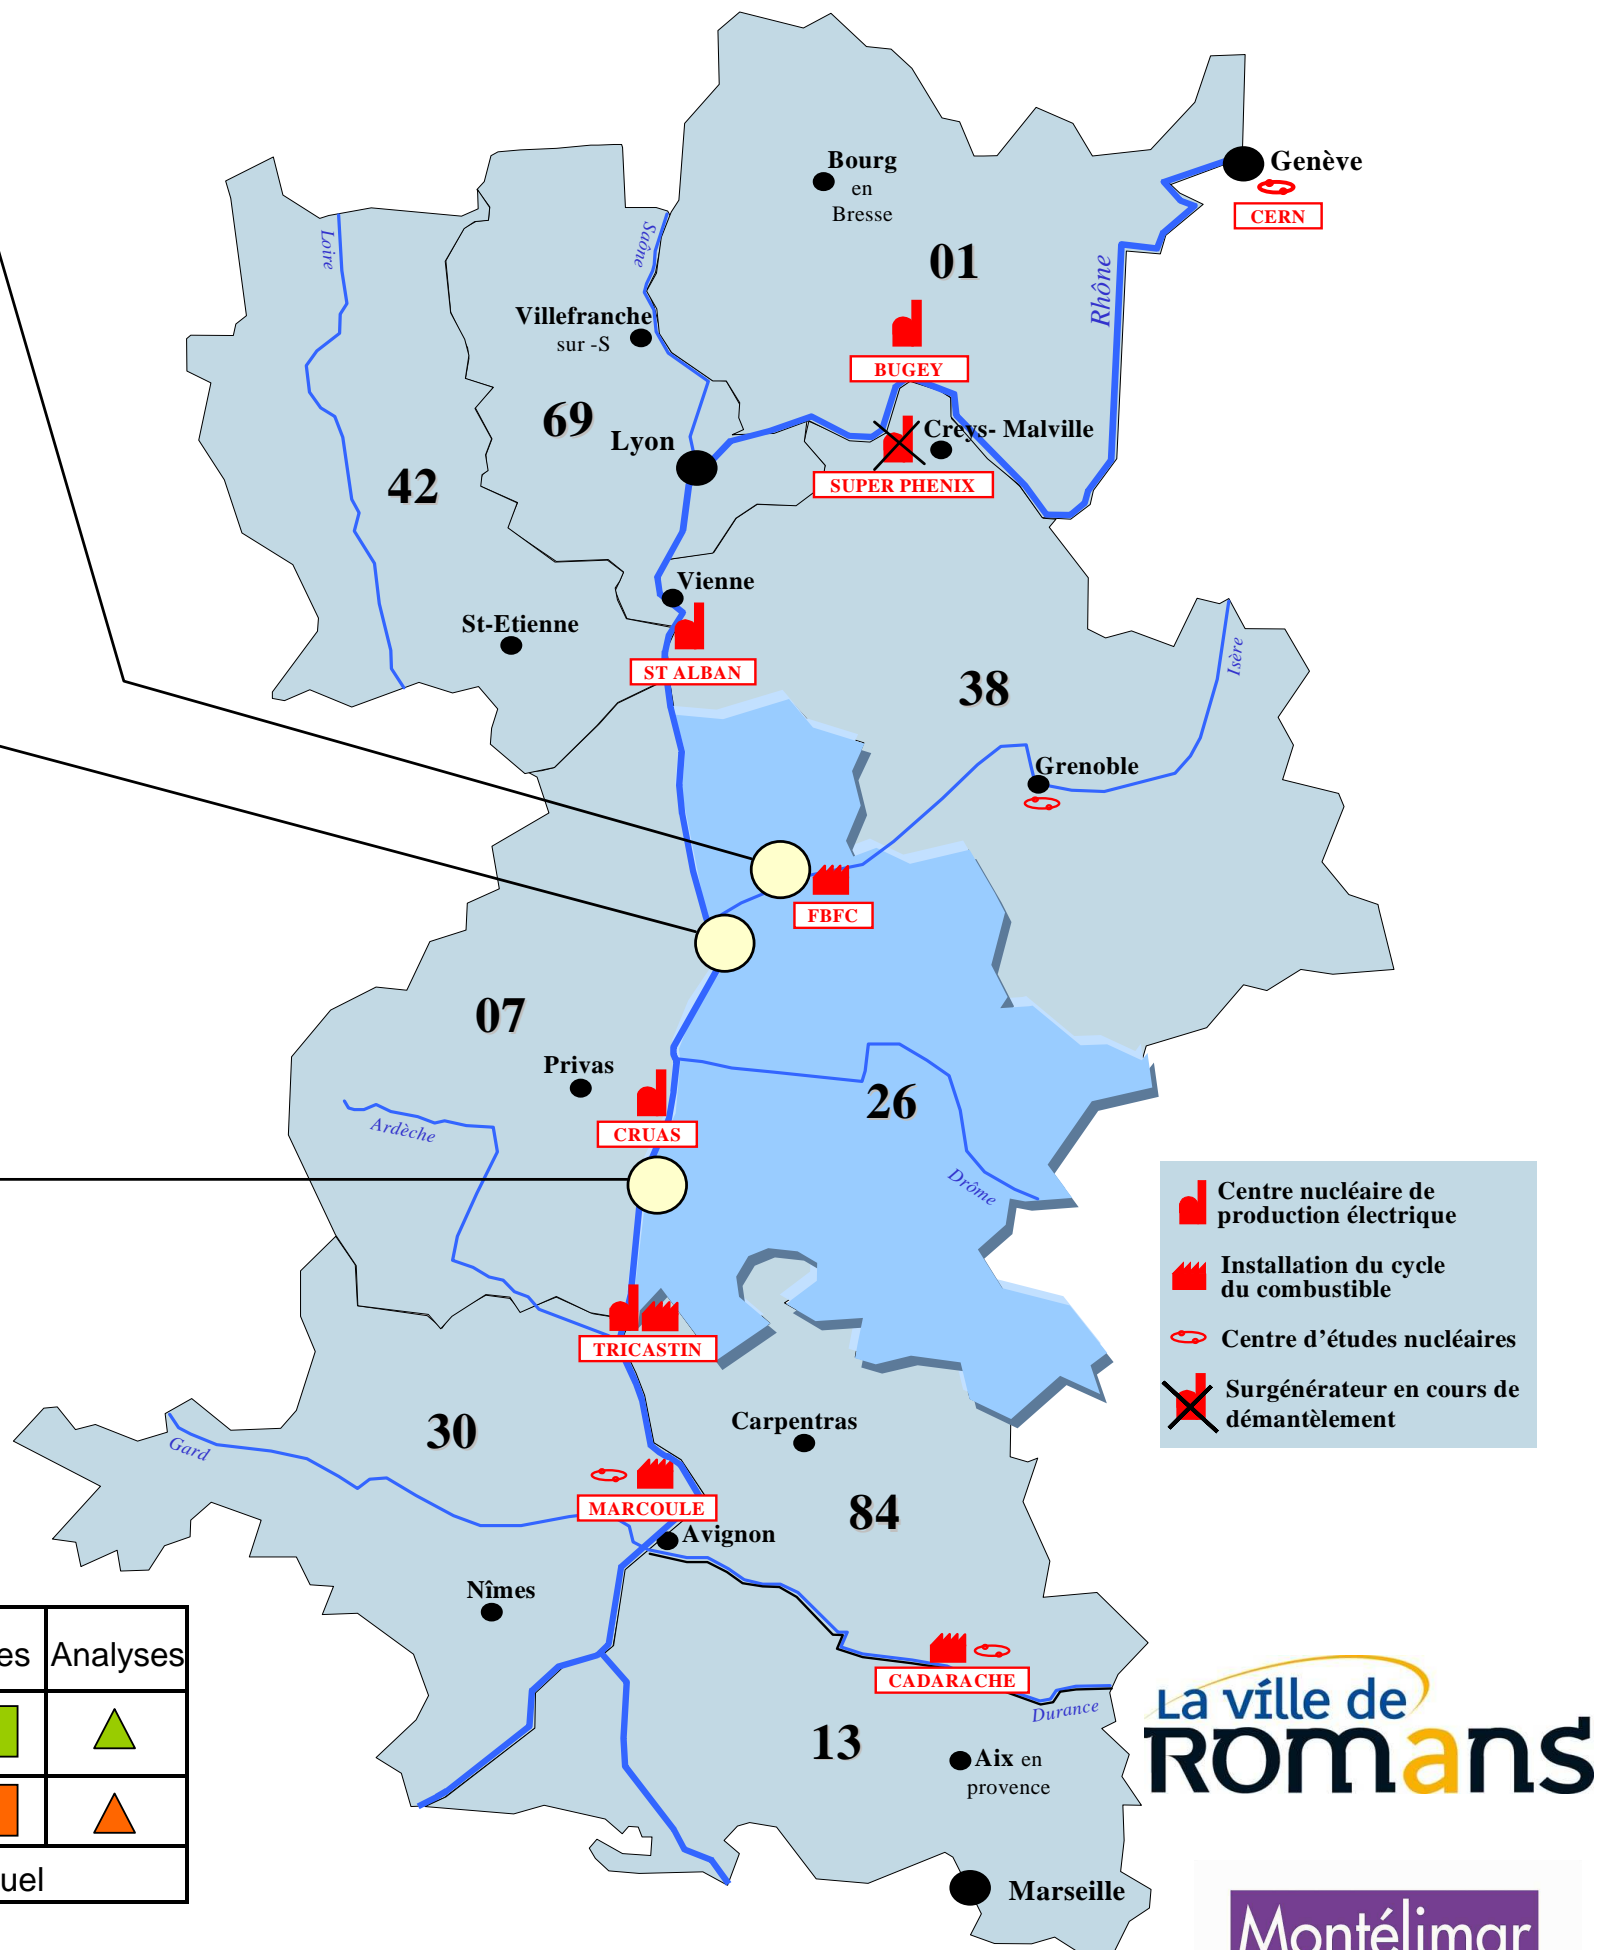 Bourg
en
Bresse
Genève
CERN
01
Loire
Saône
Rhône
Villefranche
sur -S
BUGEY
69
Lyon
Creys- Malville
42
SUPER PHENIX
Vienne
St-Etienne
ST ALBAN
38
Isère
Grenoble
FBFC
07
Privas
26
CRUAS
Ardèche
Drôme
Centre nucléaire de
production électrique
Installation du cycle
du combustible
Centre d'études nucléaires
Surgénérateur en cours de
démantèlement
TRICASTIN
30
Carpentras
Gard
MARCOULE
84
Avignon
Nîmes
es
Analyses
CADARACHE
Durance
La ville de
Romans
13
Aix en
provence
uel
Marseille
Montélimar